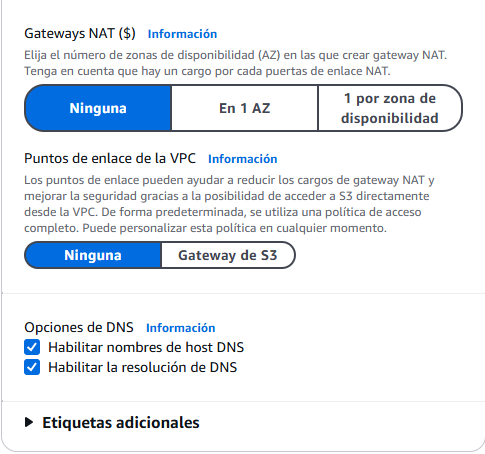 Gateways NAT ($) Información
Elija el número de zonas de disponibilidad (AZ) en las que crear gateway NAT.
Tenga en cuenta que hay un cargo por cada puertas de enlace NAT.
Ninguna
En 1 AZ
1 por zona de
disponibilidad
Puntos de enlace de la VPC Información
Los puntos de enlace pueden ayudar a reducir los cargos de gateway NAT y
mejorar la seguridad gracias a la posibilidad de acceder a S3 directamente
desde la VPC. De forma predeterminada, se utiliza una política de acceso
completo. Puede personalizar esta política en cualquier momento.
Ninguna
Gateway de S3
Opciones de DNS Información
Habilitar nombres de host DNS
Habilitar la resolución de DNS
Etiquetas adicionales